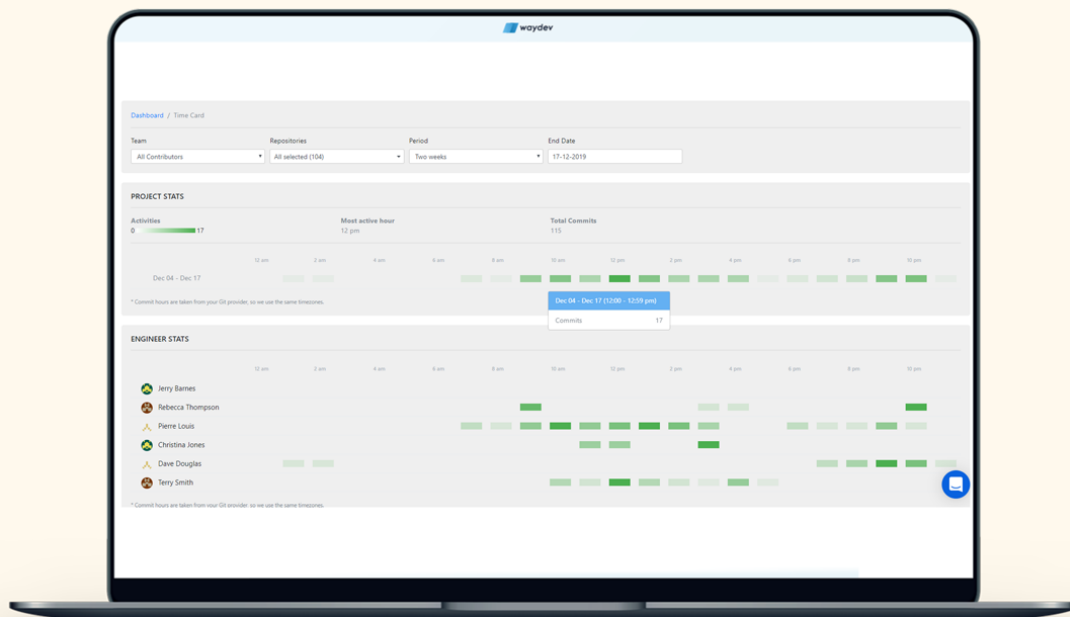 waydev
Dashboard / Time Card
Team Repositories Period End Date
All Contributors All selected (104) Two weeks 17-12-2019
PROJECT STATS
Activities Most active hour Total Commits
0 17 12 pm 115
12 am 2 am 4 am 6 am 8 am 10 am 12 pm 2 pm 4 pm 6 pm 8 pm 10 pm
Dec 04 - Dec 17
* Commit hours are taken from your Git provider, so we use the same timezones.
Dec 04 - Dec 17 (12:00 - 12:59 pm)
Commits 17
ENGINEER STATS
12 am 2 am 4 am 6 am 8 am 10 am 12 pm 2 pm 4 pm 6 pm 8 pm 10 pm
Jerry Barnes
Rebecca Thompson
Pierre Louis
Christina Jones
Dave Douglas
Terry Smith
* Commit hours are taken from your Git provider, so we use the same timezones.